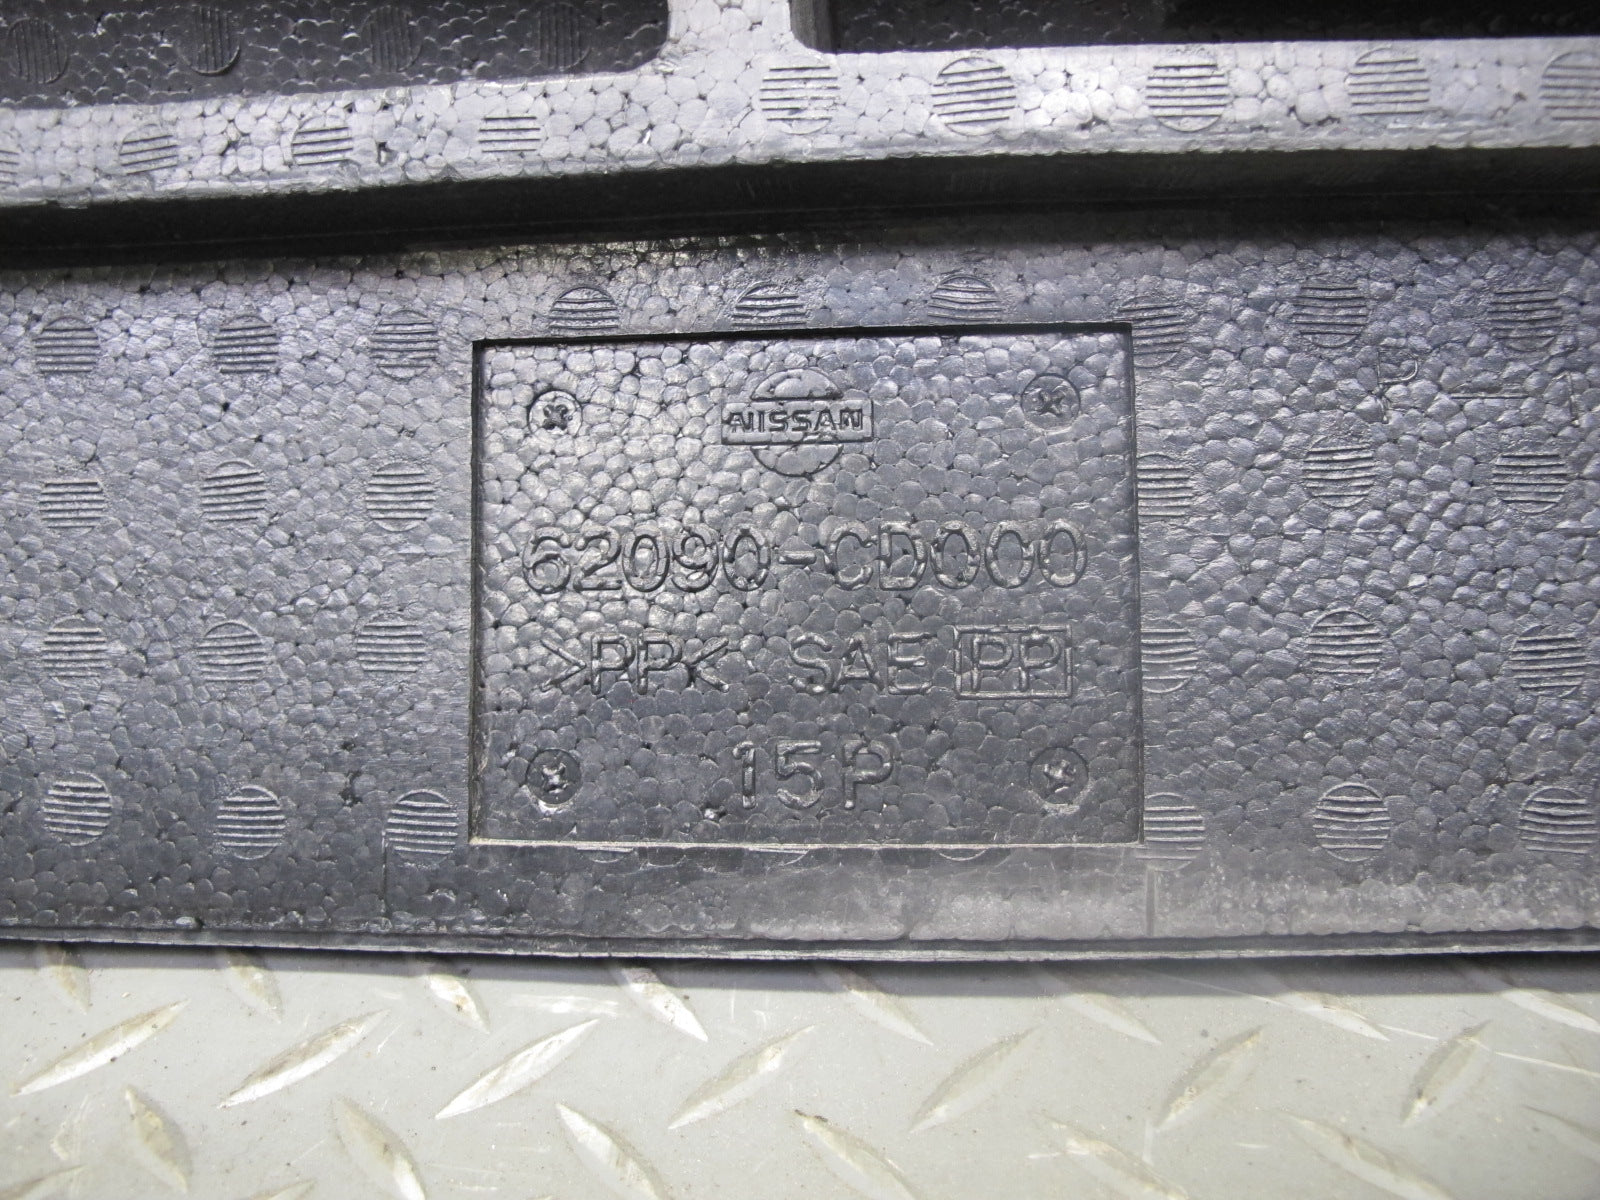 NISSAN
62090-CD000
>PP< SAE PP
15P